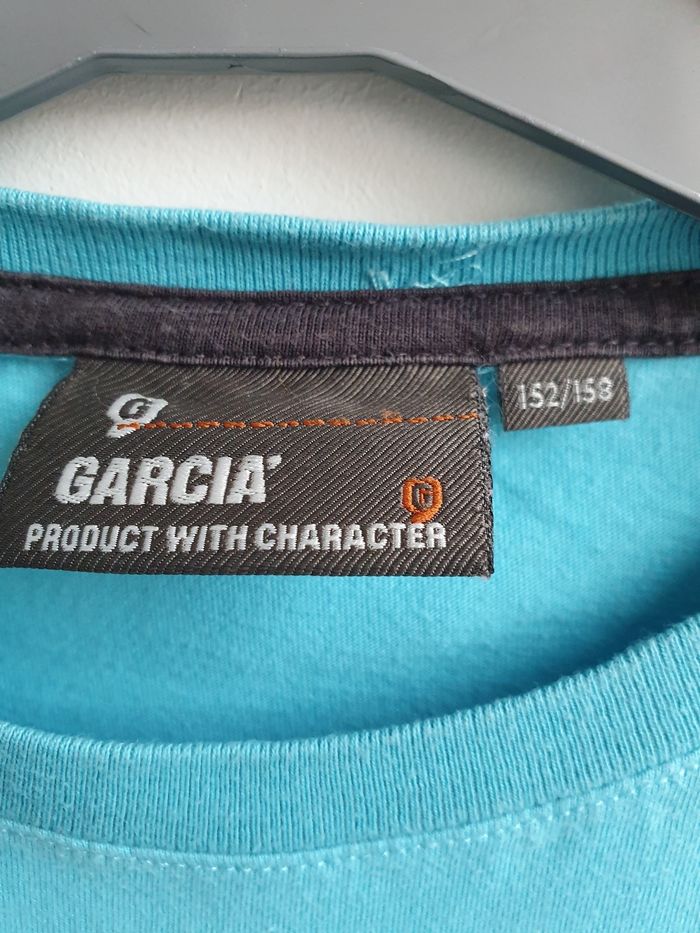 G
152/158
GARCIA'
G
PRODUCT WITH CHARACTER